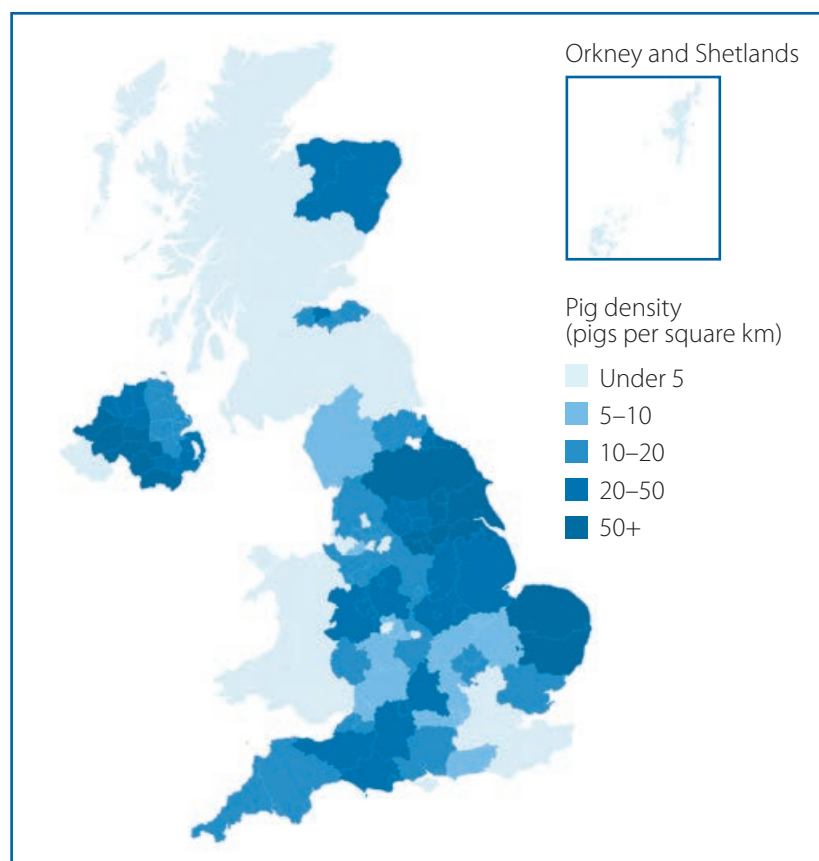 Orkney and Shetlands
Pig density
(pigs per square km)
Under 5
5–10
10–20
20–50
50+